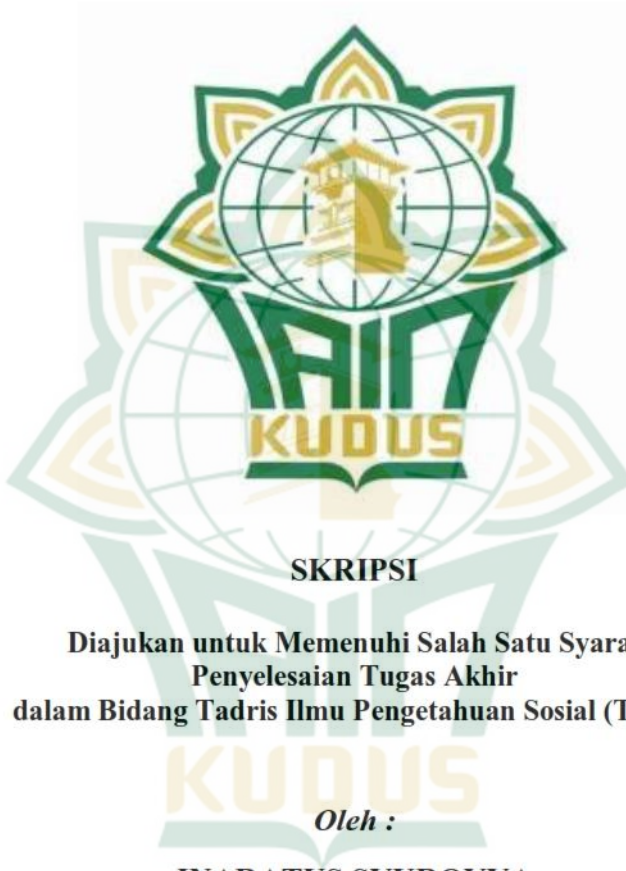 IAIN
KUDUS
SKRIPSI
Diajukan untuk Memenuhi Salah Satu Syara
Penyelesaian Tugas Akhir
dalam Bidang Tadris Ilmu Pengetahuan Sosial (T
IAIN
KUDUS
Oleh :